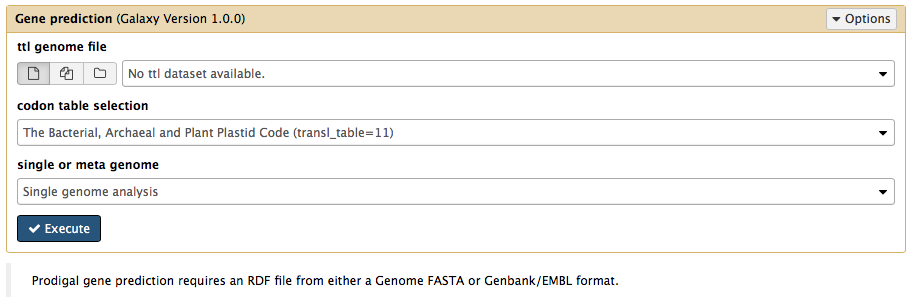 Gene prediction (Galaxy Version 1.0.0)
Options
ttl genome file
No ttl dataset available.
codon table selection
The Bacterial, Archaeal and Plant Plastid Code (transl_table=11)
single or meta genome
Single genome analysis
Execute
Prodigal gene prediction requires an RDF file from either a Genome FASTA or Genbank/EMBL format.